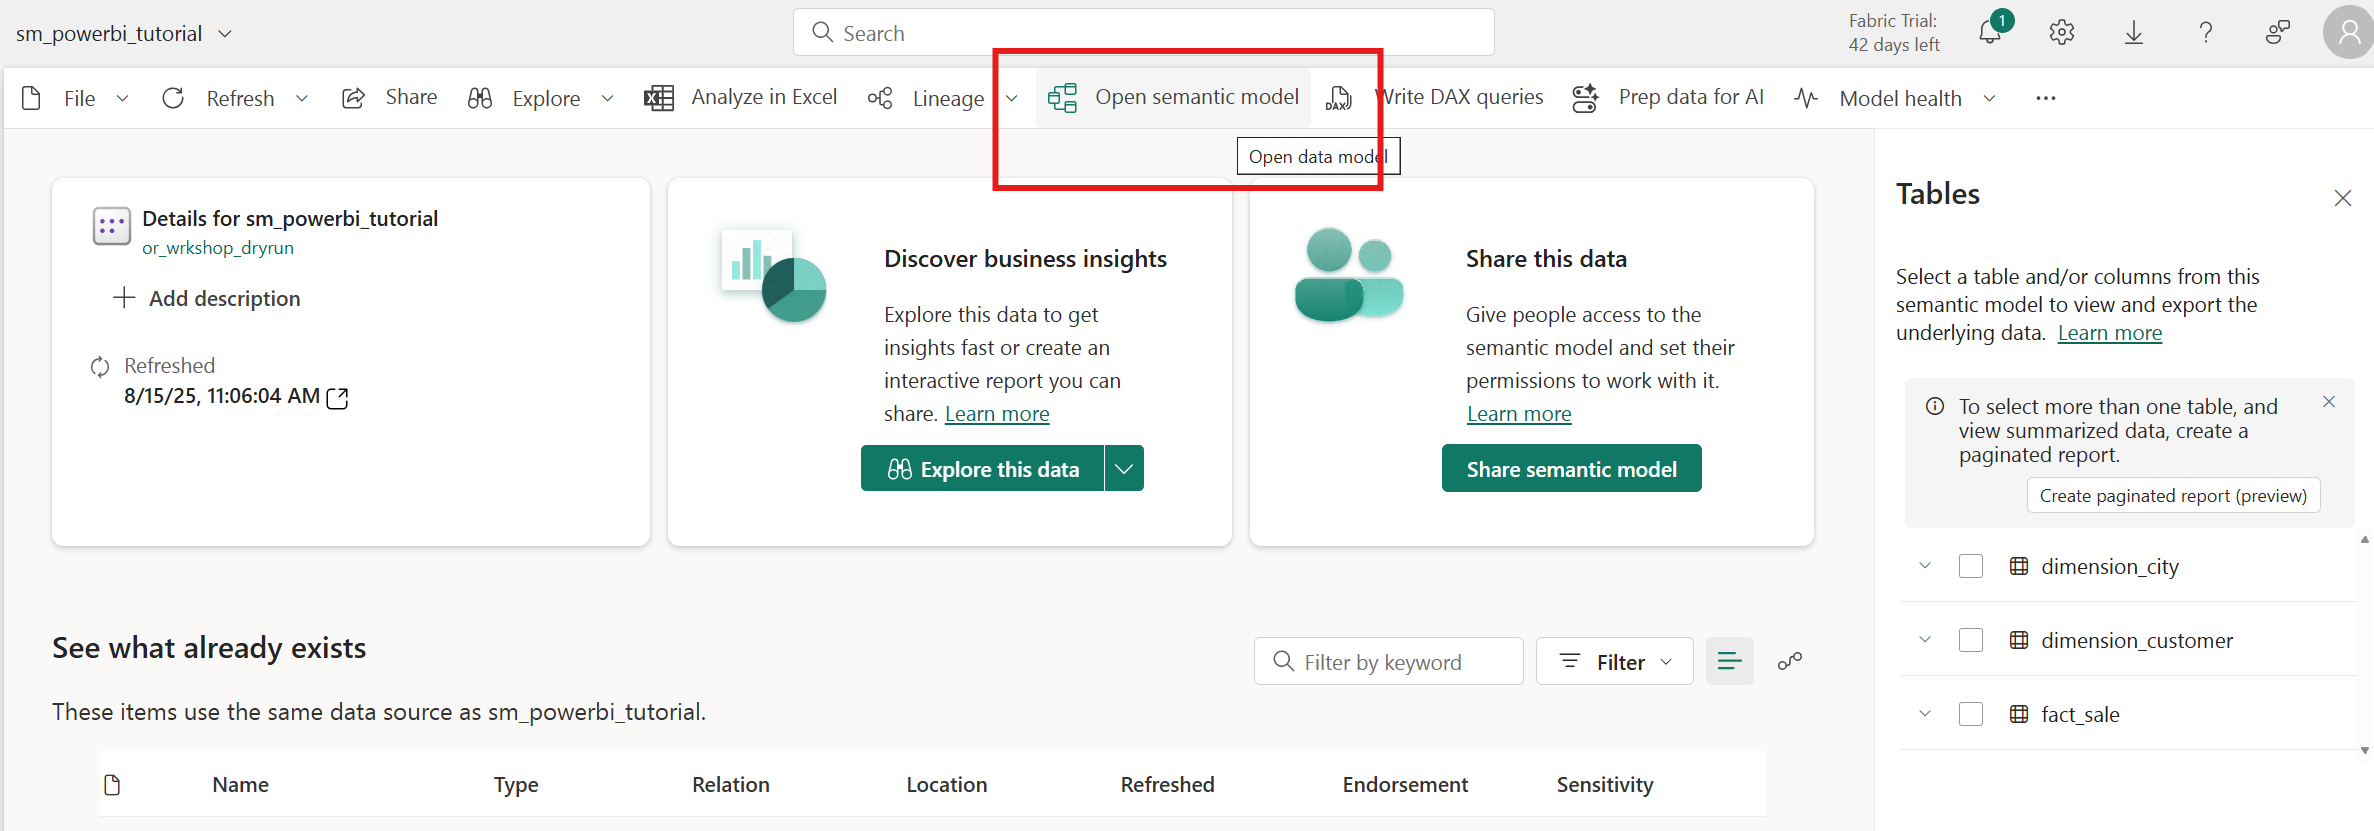 sm_powerbi_tutorial
Search
Fabric Trial:
42 days left
1
File
Refresh
Share
Explore
Analyze in Excel
Lineage
Open semantic model
DAX
Write DAX queries
Prep data for AI
Model health
Open data model
Details for sm_powerbi_tutorial
or_wrkshop_dryrun
Add description
Refreshed
8/15/25, 11:06:04 AM
Discover business insights
Explore this data to get
insights fast or create an
interactive report you can
share. Learn more
Explore this data
Share this data
Give people access to the
semantic model and set their
permissions to work with it.
Learn more
Share semantic model
Tables
Select a table and/or columns from this
semantic model to view and export the
underlying data. Learn more
To select more than one table, and
view summarized data, create a
paginated report.
Create paginated report (preview)
dimension_city
dimension_customer
fact_sale
See what already exists
Filter by keyword
Filter
These items use the same data source as sm_powerbi_tutorial.
Name
Type
Relation
Location
Refreshed
Endorsement
Sensitivity